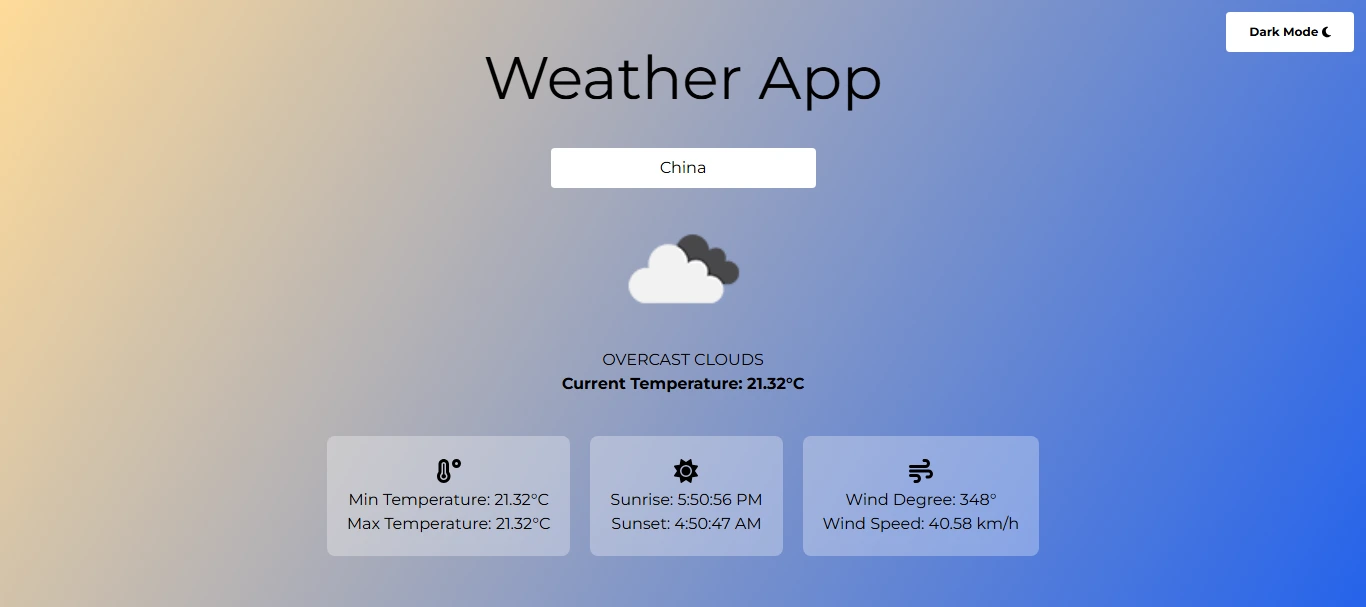 Dark Mode
Weather App
China
OVERCAST CLOUDS
Current Temperature: 21.32°C
Min Temperature: 21.32°C
Max Temperature: 21.32°C
Sunrise: 5:50:56 PM
Sunset: 4:50:47 AM
Wind Degree: 348°
Wind Speed: 40.58 km/h